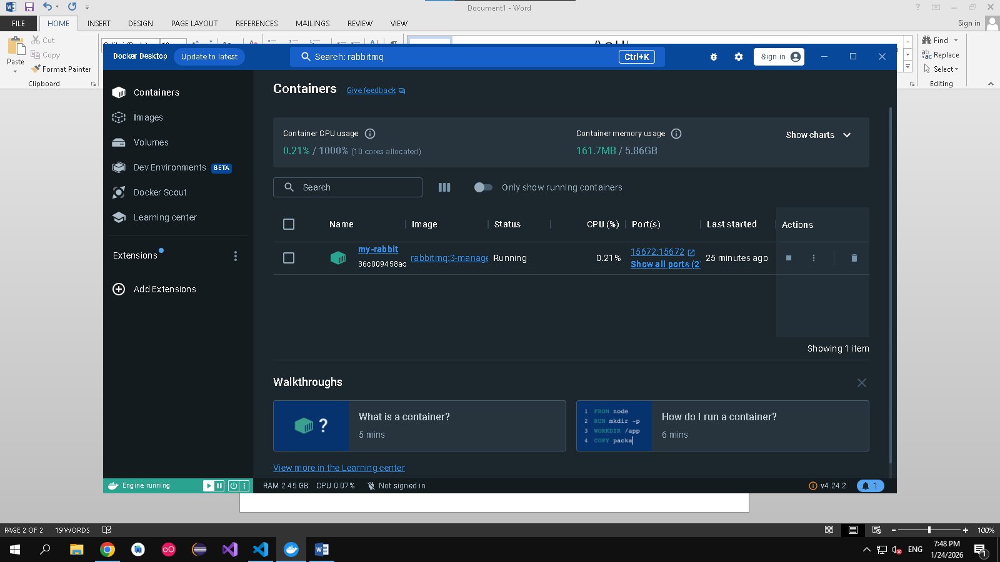 Document1 - Word
FILE HOME INSERT DESIGN PAGE LAYOUT REFERENCES MAILINGS REVIEW VIEW Sign in
Paste
Cut
Copy
Format Painter
Clipboard
Find
Replace
Select
Editing
Docker Desktop Update to latest Search: rabbitmq Ctrl+K Sign in
Containers
Images
Volumes
Dev Environments BETA
Docker Scout
Learning center
Extensions
Add Extensions
Containers Give feedback
Container CPU usage
0.21% / 1000% (10 cores allocated)
Container memory usage
161.7MB / 5.86GB
Show charts
Search
Only show running containers
Name Image Status CPU (%) Port(s) Last started Actions
my-rabbit
36c009458ac
rabbitmq:3-manage
Running
0.21%
15672:15672
Show all ports (2
25 minutes ago
Showing 1 item
Walkthroughs
?
What is a container?
5 mins
1 FROM node
2 RUN mkdir -p
3 WORKDIR /app
4 COPY packa
How do I run a container?
6 mins
View more in the Learning center
Engine running
RAM 2.45 GB CPU 0.07% Not signed in v4.24.2 1
PAGE 2 OF 2 19 WORDS 100%
ENG
7:48 PM
1/24/2026
1